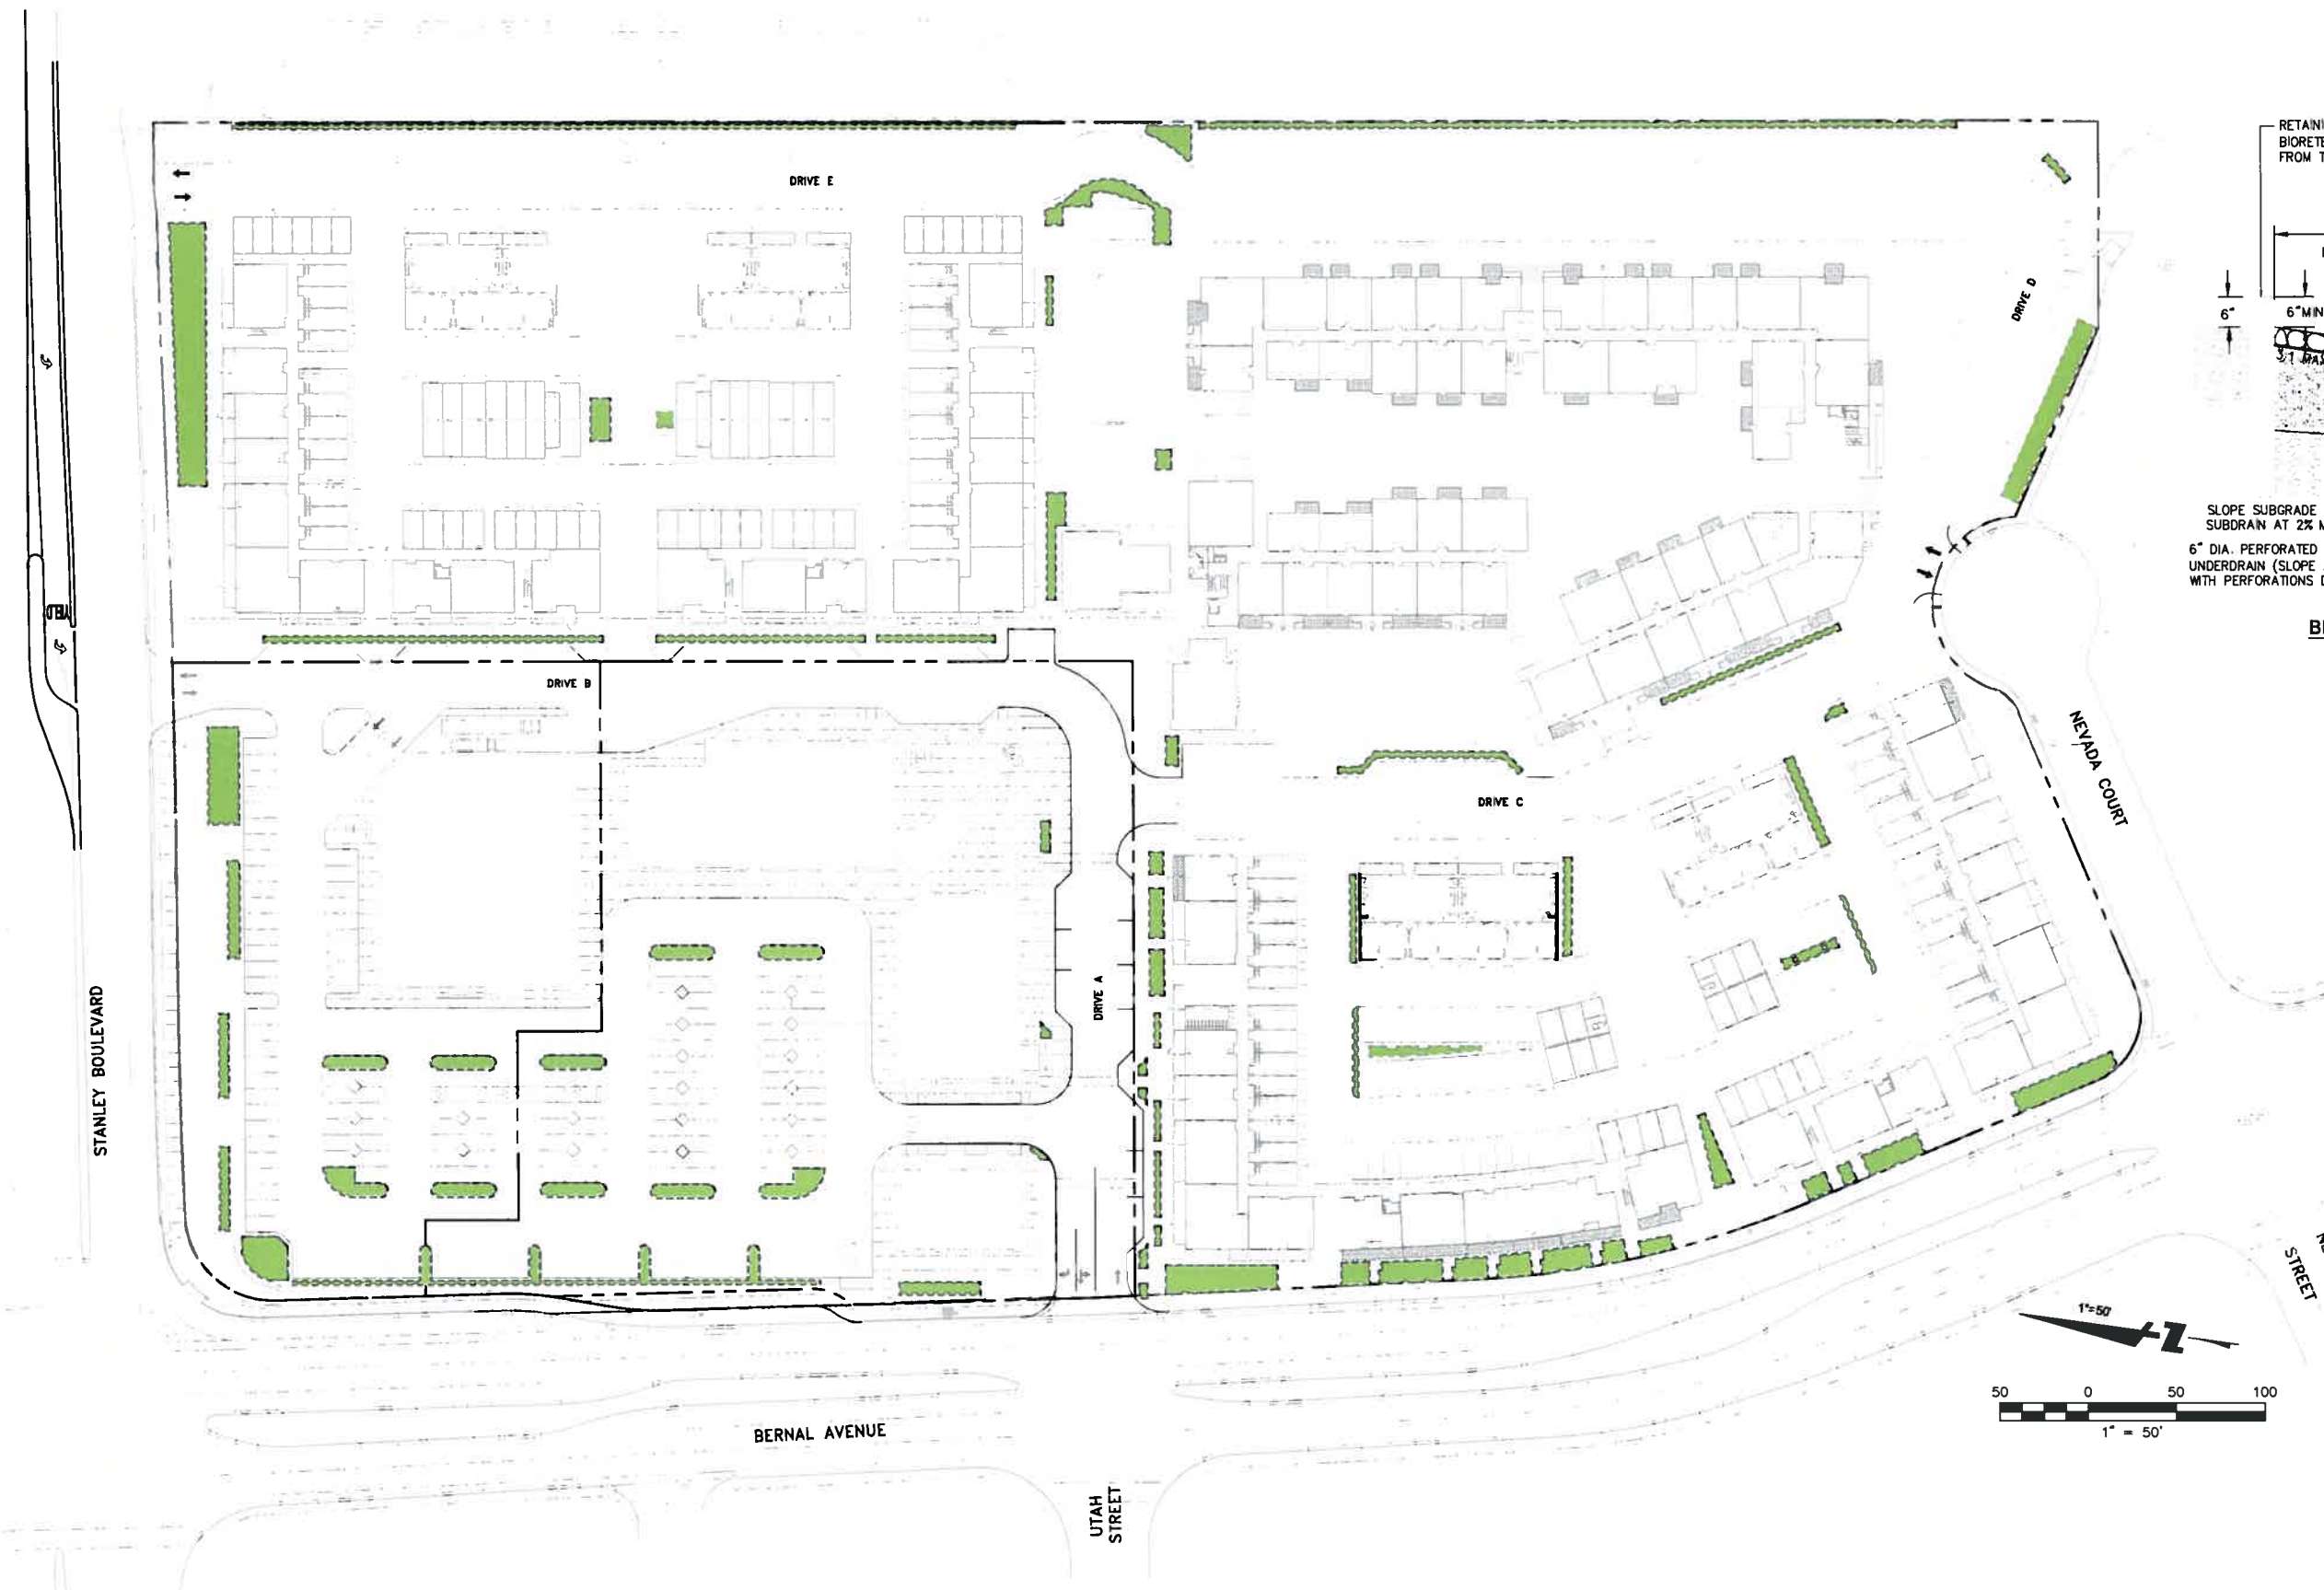 DRIVE E
RETAINI
BIORETE
FROM T
DRIVE D
6"
6"MIN
SLOPE SUBGRADE
SUBDRAIN AT 2% M
6" DIA. PERFORATED
UNDERDRAIN (SLOPE
WITH PERFORATIONS D
YIELD
DRIVE B
NEVADA COURT
DRIVE C
DRIVE A
STANLEY BOULEVARD
STREET
1"=50'
50 0 50 100
1" = 50'
BERNAL AVENUE
UTAH
STREET